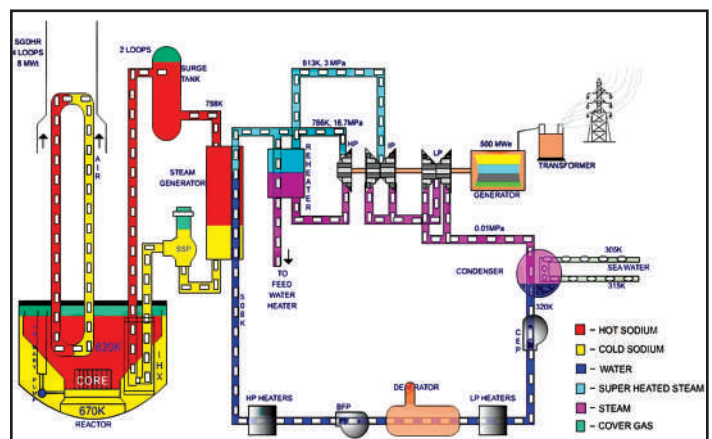 SGDHR
4 LOOPS
8 MWt
2 LOOPS
SURGE
TANK
613K, 3 MPa
798K
766K, 16.7MPa
AIR
STEAM
GENERATOR
SSP
REHEATER
HP
IP
LP
500 MWe
GENERATOR
TRANSFORMER
TO
FEED
WATER
HEATER
0.01MPa
CONDENSER
305K
SEA WATER
315K
320K
CEP
508K
820K
IHX
PRIMARY PUMP
CORE
670K
REACTOR
HP HEATERS
BFP
DEAERATOR
LP HEATERS
- HOT SODIUM
- COLD SODIUM
- WATER
- SUPER HEATED STEAM
- STEAM
- COVER GAS